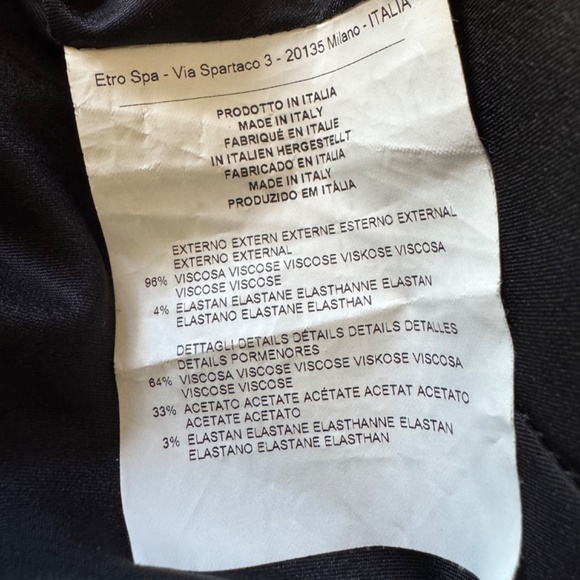 Etro Spa - Via Spartaco 3 - 20135 Milano - ITALIA
PRODOTTO IN ITALIA
MADE IN ITALY
FABRIQUÉ EN ITALIE
IN ITALIEN HERGESTELLT
FABRICADO EN ITALIA
MADE IN ITALY
PRODUZIDO EM ITÁLIA
EXTERNO EXTERN EXTERNE ESTERNO EXTERNAL
EXTERNO EXTERNAL
96% VISCOSA VISCOSE VISCOSE VISKOSE VISCOSA
VISCOSE VISCOSE
4% ELASTAN ELASTANE ELASTHANNE ELASTAN
ELASTANO ELASTANE ELASTHAN
DETTAGLI DETAILS DÉTAILS DETAILS DETALLES
DETAILS PORMENORES
64% VISCOSA VISCOSE VISCOSE VISKOSE VISCOSA
VISCOSE VISCOSE
33% ACETATO ACETATE ACÉTATE ACETAT ACETATO
ACETATE ACETATO
3% ELASTAN ELASTANE ELASTHANNE ELASTAN
ELASTANO ELASTANE ELASTHAN